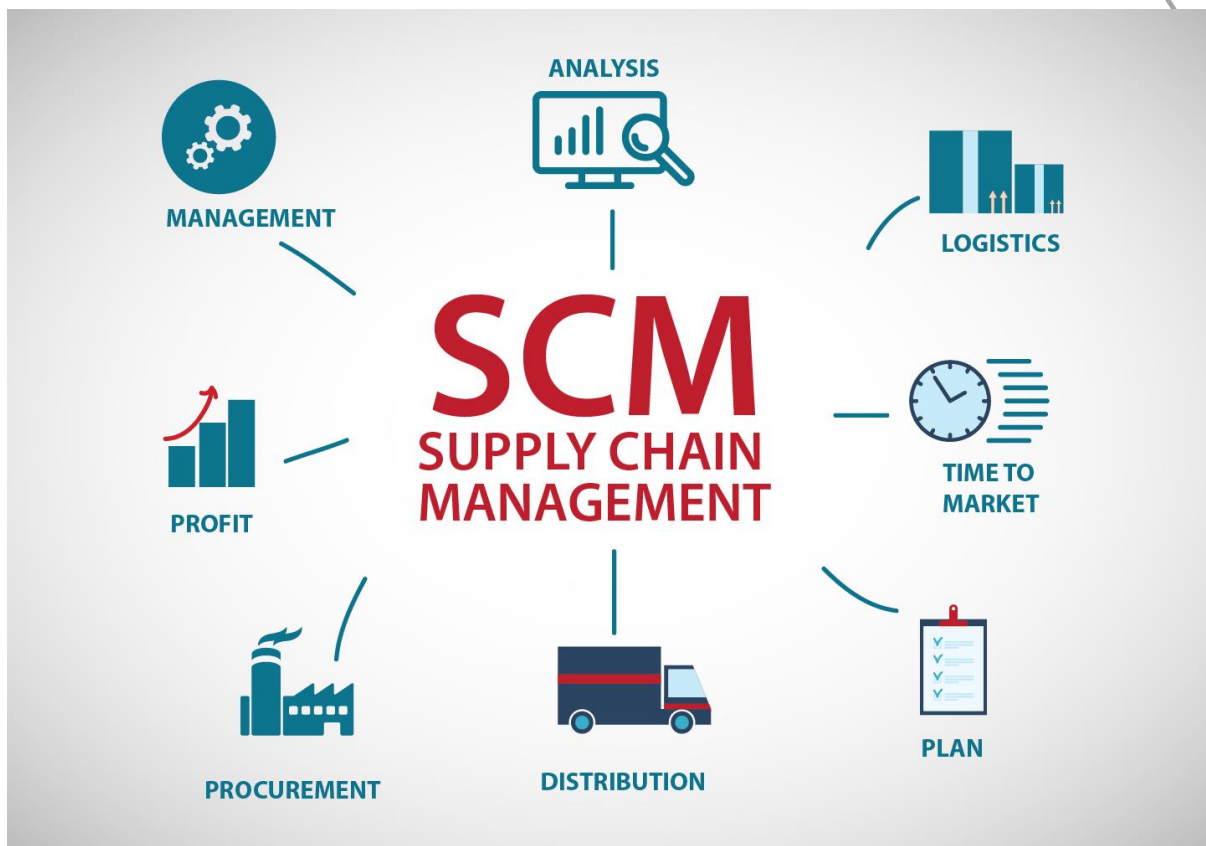 ANALYSIS
MANAGEMENT
LOGISTICS
SCM
SUPPLY CHAIN
MANAGEMENT
TIME TO
MARKET
PROFIT
PLAN
PROCUREMENT
DISTRIBUTION